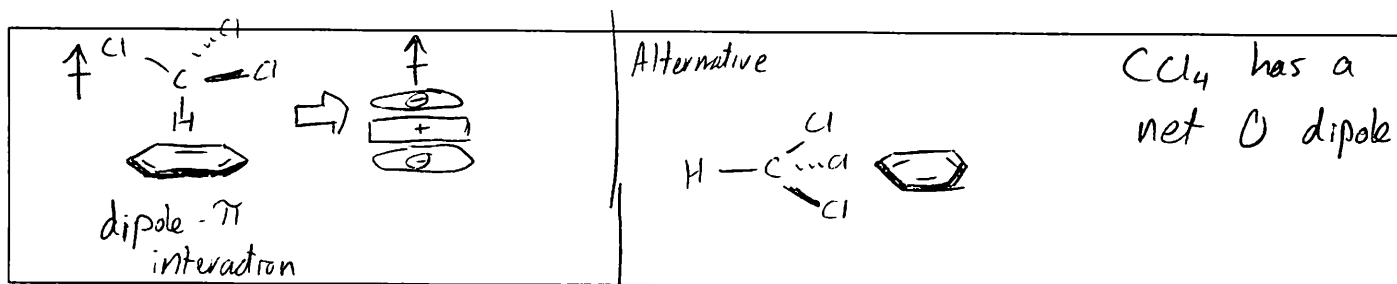 Cl
Cl
C
Cl
H
dipole-π
interaction
⊖
+
⊖
Alternative
Cl
H — C ... Cl
Cl
CCl4 has a
net 0 dipole